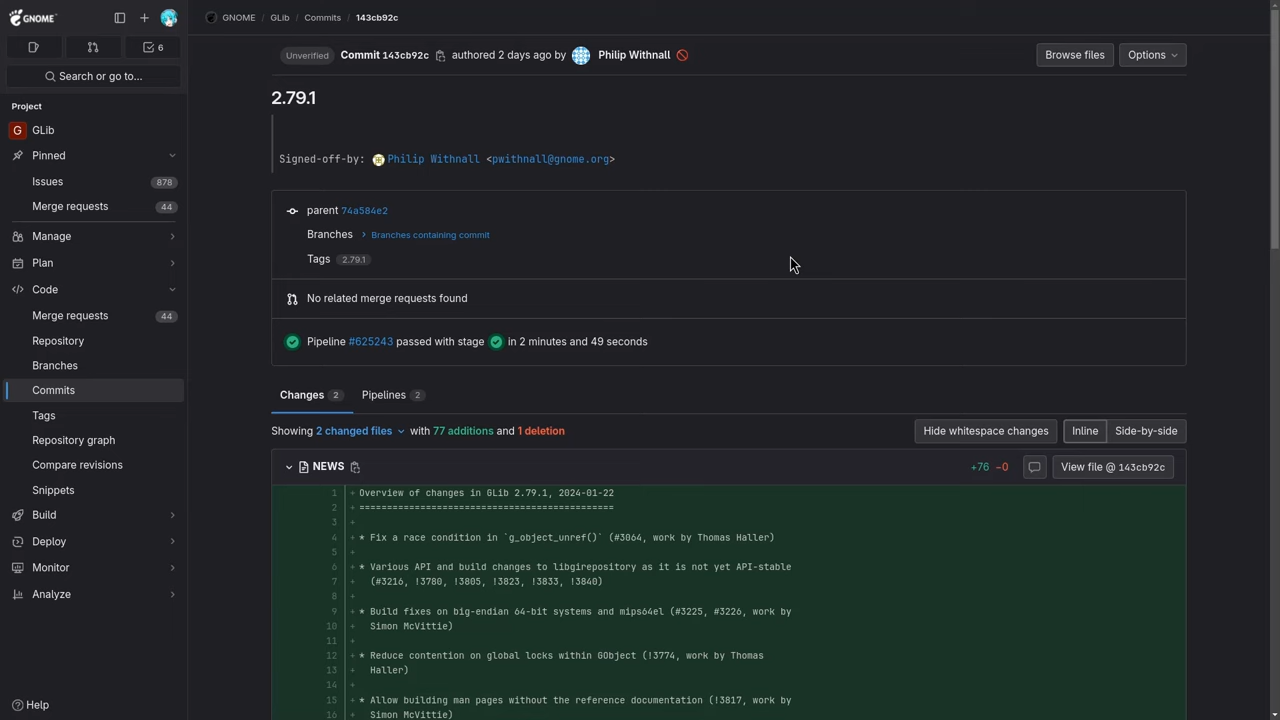 GNOME
6
Search or go to...
Project
G GLib
Pinned
Issues 878
Merge requests 44
Manage
Plan
Code
Merge requests 44
Repository
Branches
Commits
Tags
Repository graph
Compare revisions
Snippets
Build
Deploy
Monitor
Analyze
Help
GNOME / GLib / Commits / 143cb92c
Unverified Commit 143cb92c authored 2 days ago by Philip Withnall
Browse files Options
2.79.1
Signed-off-by: Philip Withnall <pwithnall@gnome.org>
parent 74a584e2
Branches > Branches containing commit
Tags 2.79.1
No related merge requests found
Pipeline #625243 passed with stage in 2 minutes and 49 seconds
Changes 2 Pipelines 2
Showing 2 changed files with 77 additions and 1 deletion
Hide whitespace changes Inline Side-by-side
NEWS +76 −0 View file @ 143cb92c
1 + Overview of changes in GLib 2.79.1, 2024-01-22
2 + ==============================================
3 +
4 + * Fix a race condition in `g_object_unref()` (#3064, work by Thomas Haller)
5 +
6 + * Various API and build changes to libgirepository as it is not yet API-stable
7 + (#3216, !3780, !3805, !3823, !3833, !3840)
8 +
9 + * Build fixes on big-endian 64-bit systems and mips64el (#3225, #3226, work by
10 + Simon McVittie)
11 +
12 + * Reduce contention on global locks within GObject (!3774, work by Thomas
13 + Haller)
14 +
15 + * Allow building man pages without the reference documentation (!3817, work by
16 + Simon McVittie)